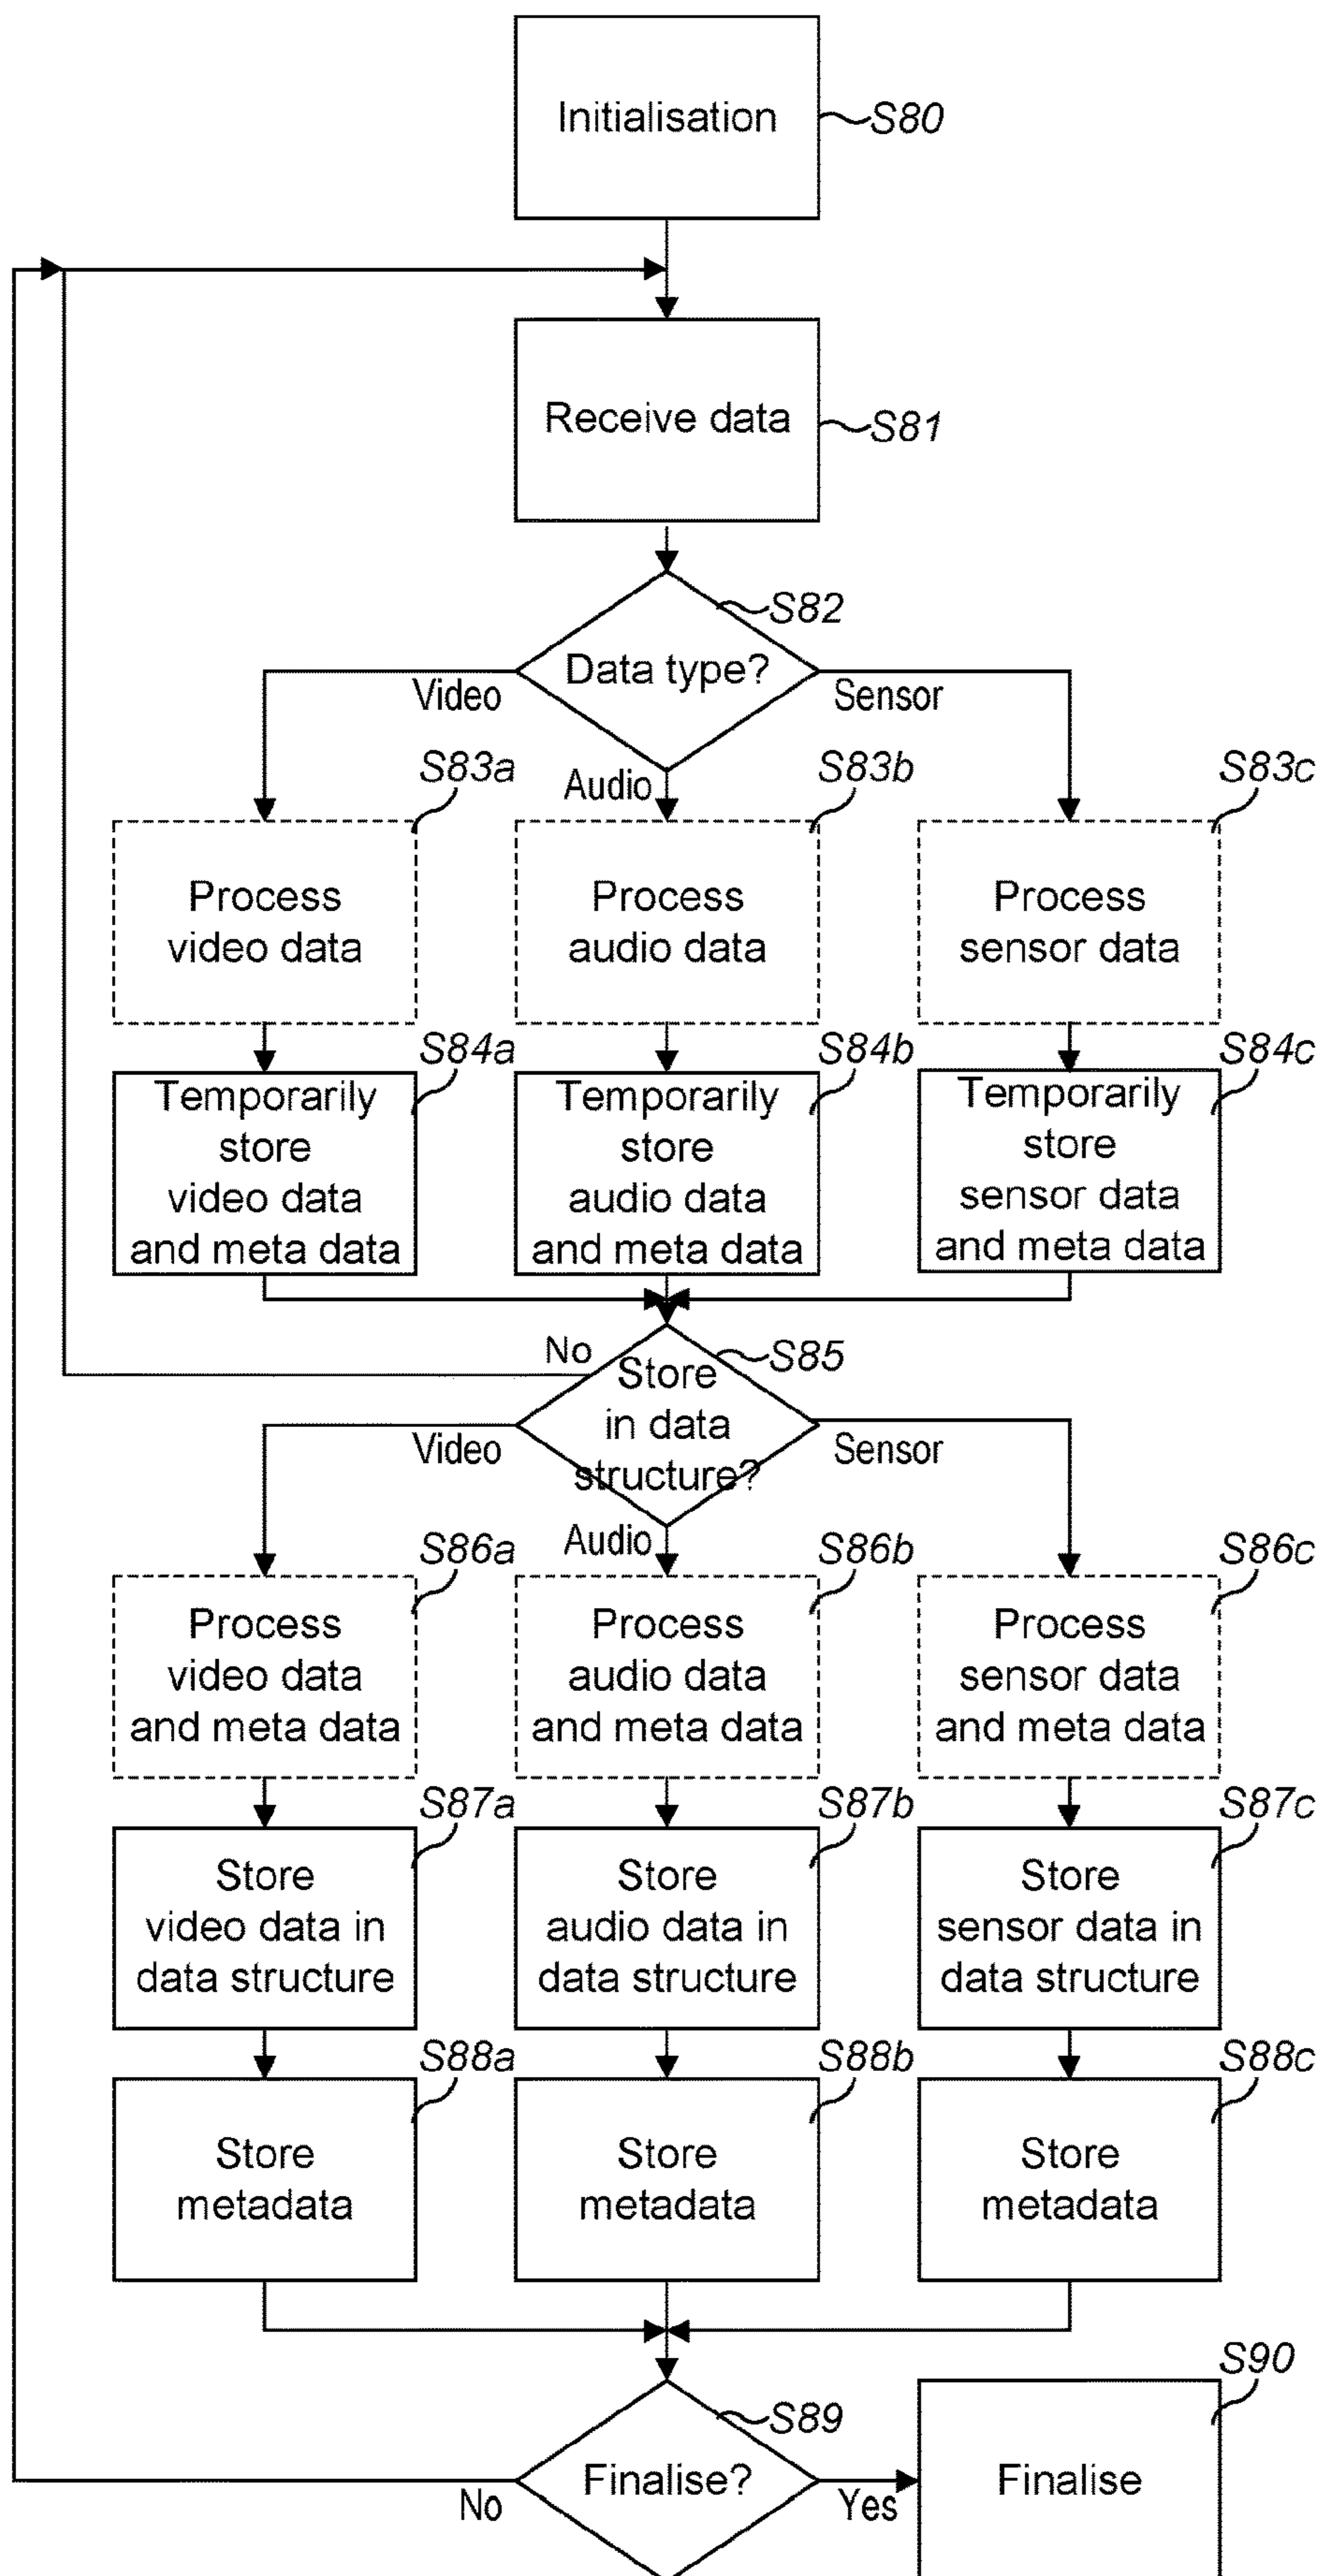 Initialisation
S80
Receive data
S81
S82
Data type?
Video
Sensor
Audio
S83a
S83b
S83c
Process
video data
Process
audio data
Process
sensor data
S84a
S84b
S84c
Temporarily
store
video data
and meta data
Temporarily
store
audio data
and meta data
Temporarily
store
sensor data
and meta data
No
S85
Store
in data
structure?
Video
Sensor
Audio
S86a
S86b
S86c
Process
video data
and meta data
Process
audio data
and meta data
Process
sensor data
and meta data
S87a
S87b
S87c
Store
video data in
data structure
Store
audio data in
data structure
Store
sensor data in
data structure
S88a
S88b
S88c
Store
metadata
Store
metadata
Store
metadata
S89
S90
Finalise?
No
Yes
Finalise